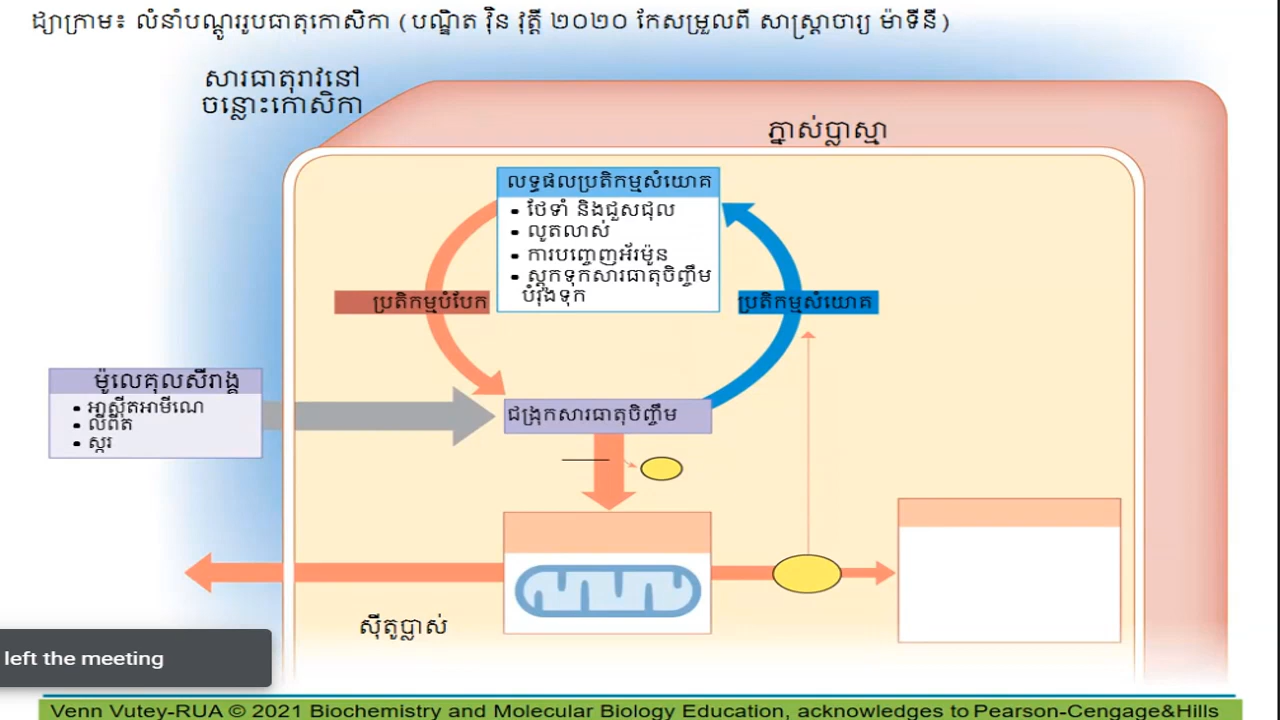 ដ្យាក្រាម៖ លំនាំបណ្តូររូបធាតុកោសិកា (បណ្ឌិត វ៉ិន វុត្តី ២០២០ កែសម្រួលពី សាស្ត្រាចារ្យ ម៉ាទីនី)
សារធាតុរាវនៅ
ចន្លោះកោសិកា
ភ្នាស់ប្លាស្មា
លទ្ធផលប្រតិកម្មសំយោគ
• ថែទាំ និងជួសជុល
• លូតលាស់
• ការបញ្ចេញអ័រម៉ូន
• ស្តុកទុកសារធាតុចិញ្ចឹម
បំរុងទុក
ប្រតិកម្មបំបែក
ប្រតិកម្មសំយោគ
ម៉ូលេគុលសរីរាង្គ
• អាស៊ីតអាមីណេ
• លីពីត
• ស្ករ
ជង្រុកសារធាតុចិញ្ចឹម
ស៊ីតូប្លាស់
left the meeting
Venn Vutey-RUA © 2021 Biochemistry and Molecular Biology Education, acknowledges to Pearson-Cengage&Hills